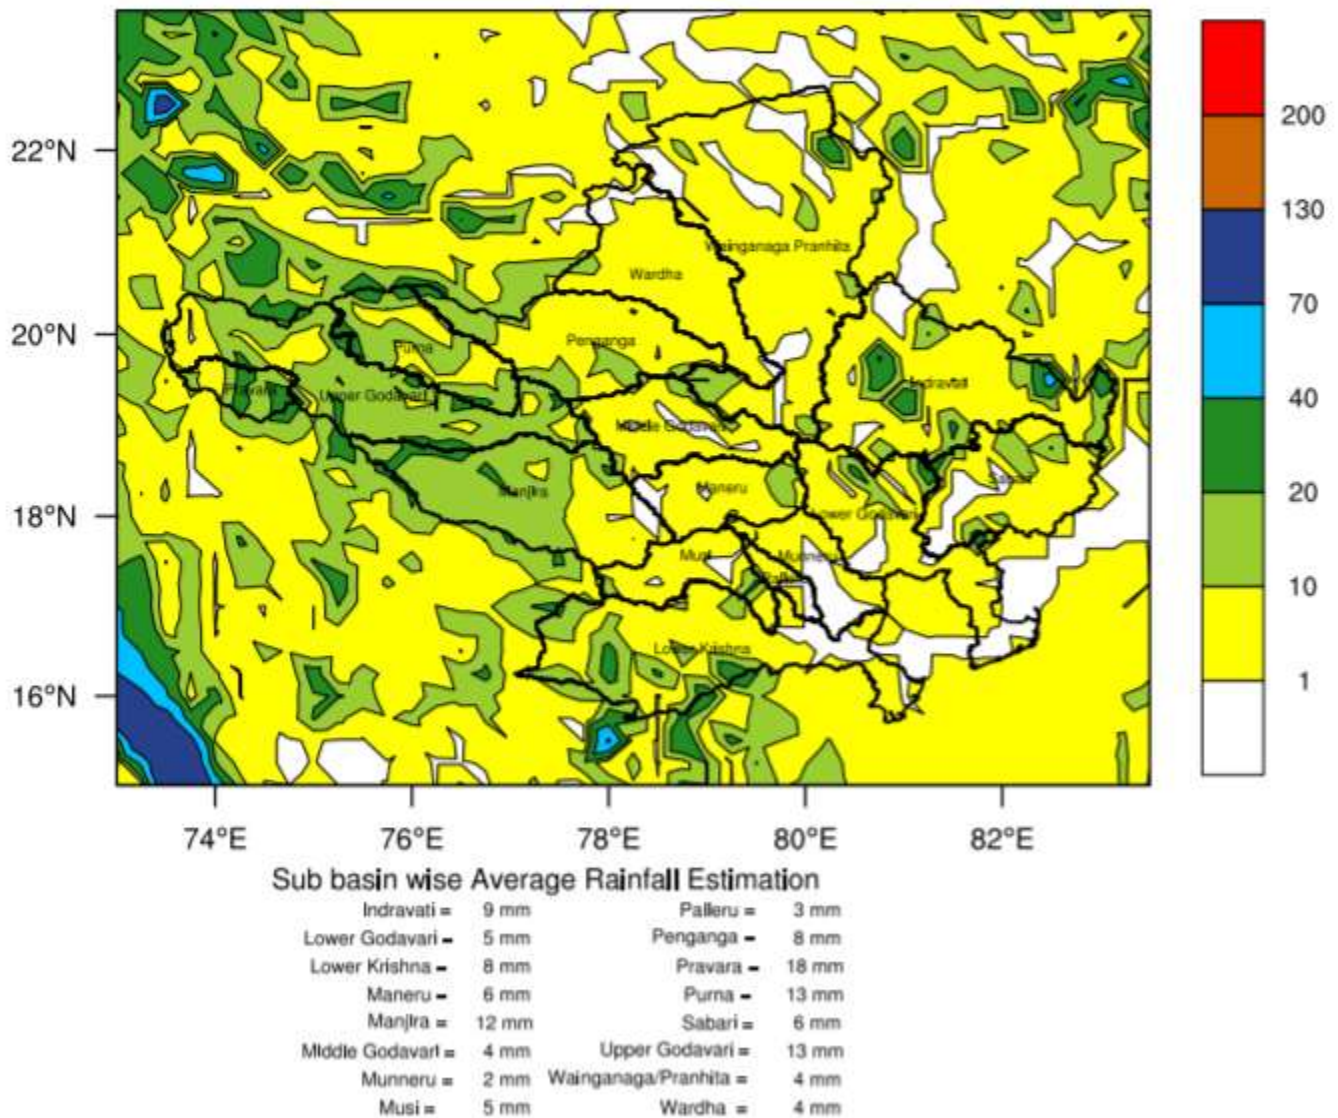 22°N
20°N
18°N
16°N
74°E
76°E
78°E
80°E
82°E
200
130
70
40
20
10
1
Wainganaga Pranhita
Wardha
Penganga
Purna
Pravara
Upper Godavari
Indravati
Middle Godavari
Manjira
Maneru
Sabari
Lower Godavari
Musi
Munneru
Palleru
Lower Krishna
Sub basin wise Average Rainfall Estimation
Indravati = 9 mm Palleru = 3 mm
Lower Godavari = 5 mm Penganga = 8 mm
Lower Krishna = 8 mm Pravara = 18 mm
Maneru = 6 mm Purna = 13 mm
Manjira = 12 mm Sabari = 6 mm
Middle Godavari = 4 mm Upper Godavari = 13 mm
Munneru = 2 mm Wainganaga/Pranhita = 4 mm
Musi = 5 mm Wardha = 4 mm